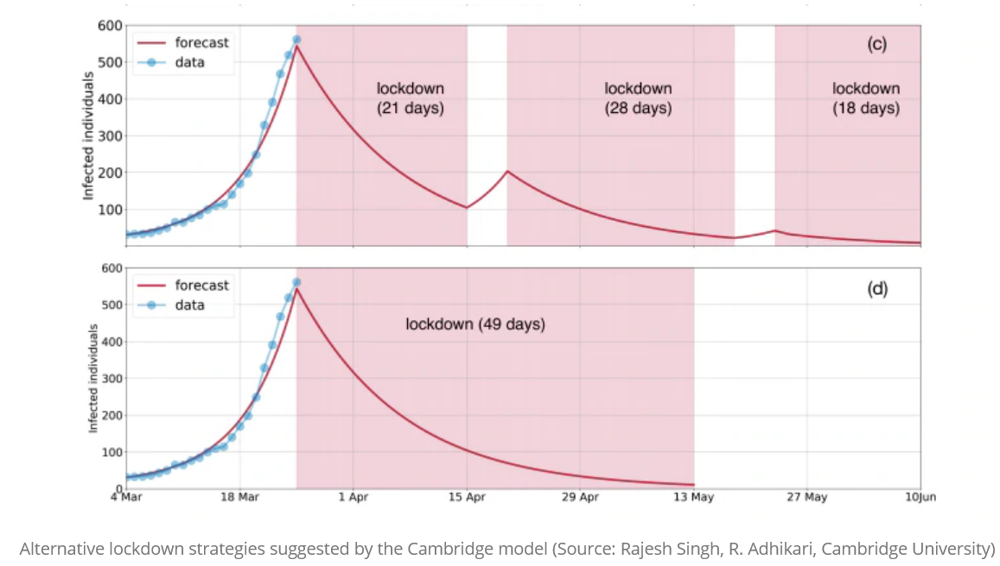 600
500
400
300
200
100
Infected individuals
forecast
data
(c)
lockdown
(21 days)
lockdown
(28 days)
lockdown
(18 days)
600
500
400
300
200
100
0
Infected individuals
forecast
data
(d)
lockdown (49 days)
4 Mar 18 Mar 1 Apr 15 Apr 29 Apr 13 May 27 May 10Jun
Alternative lockdown strategies suggested by the Cambridge model (Source: Rajesh Singh, R. Adhikari, Cambridge University)